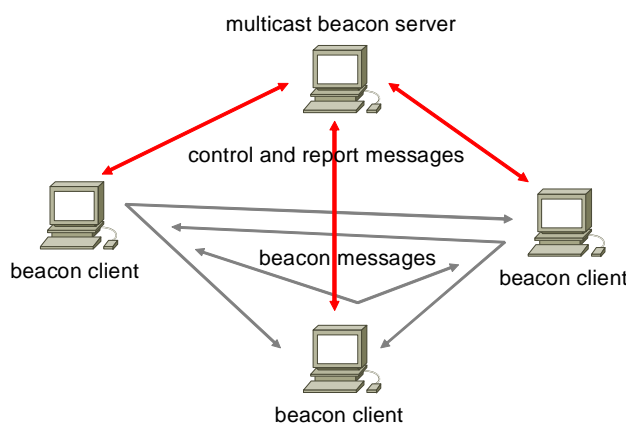 multicast beacon server
control and report messages
beacon messages
beacon client
beacon client
beacon client